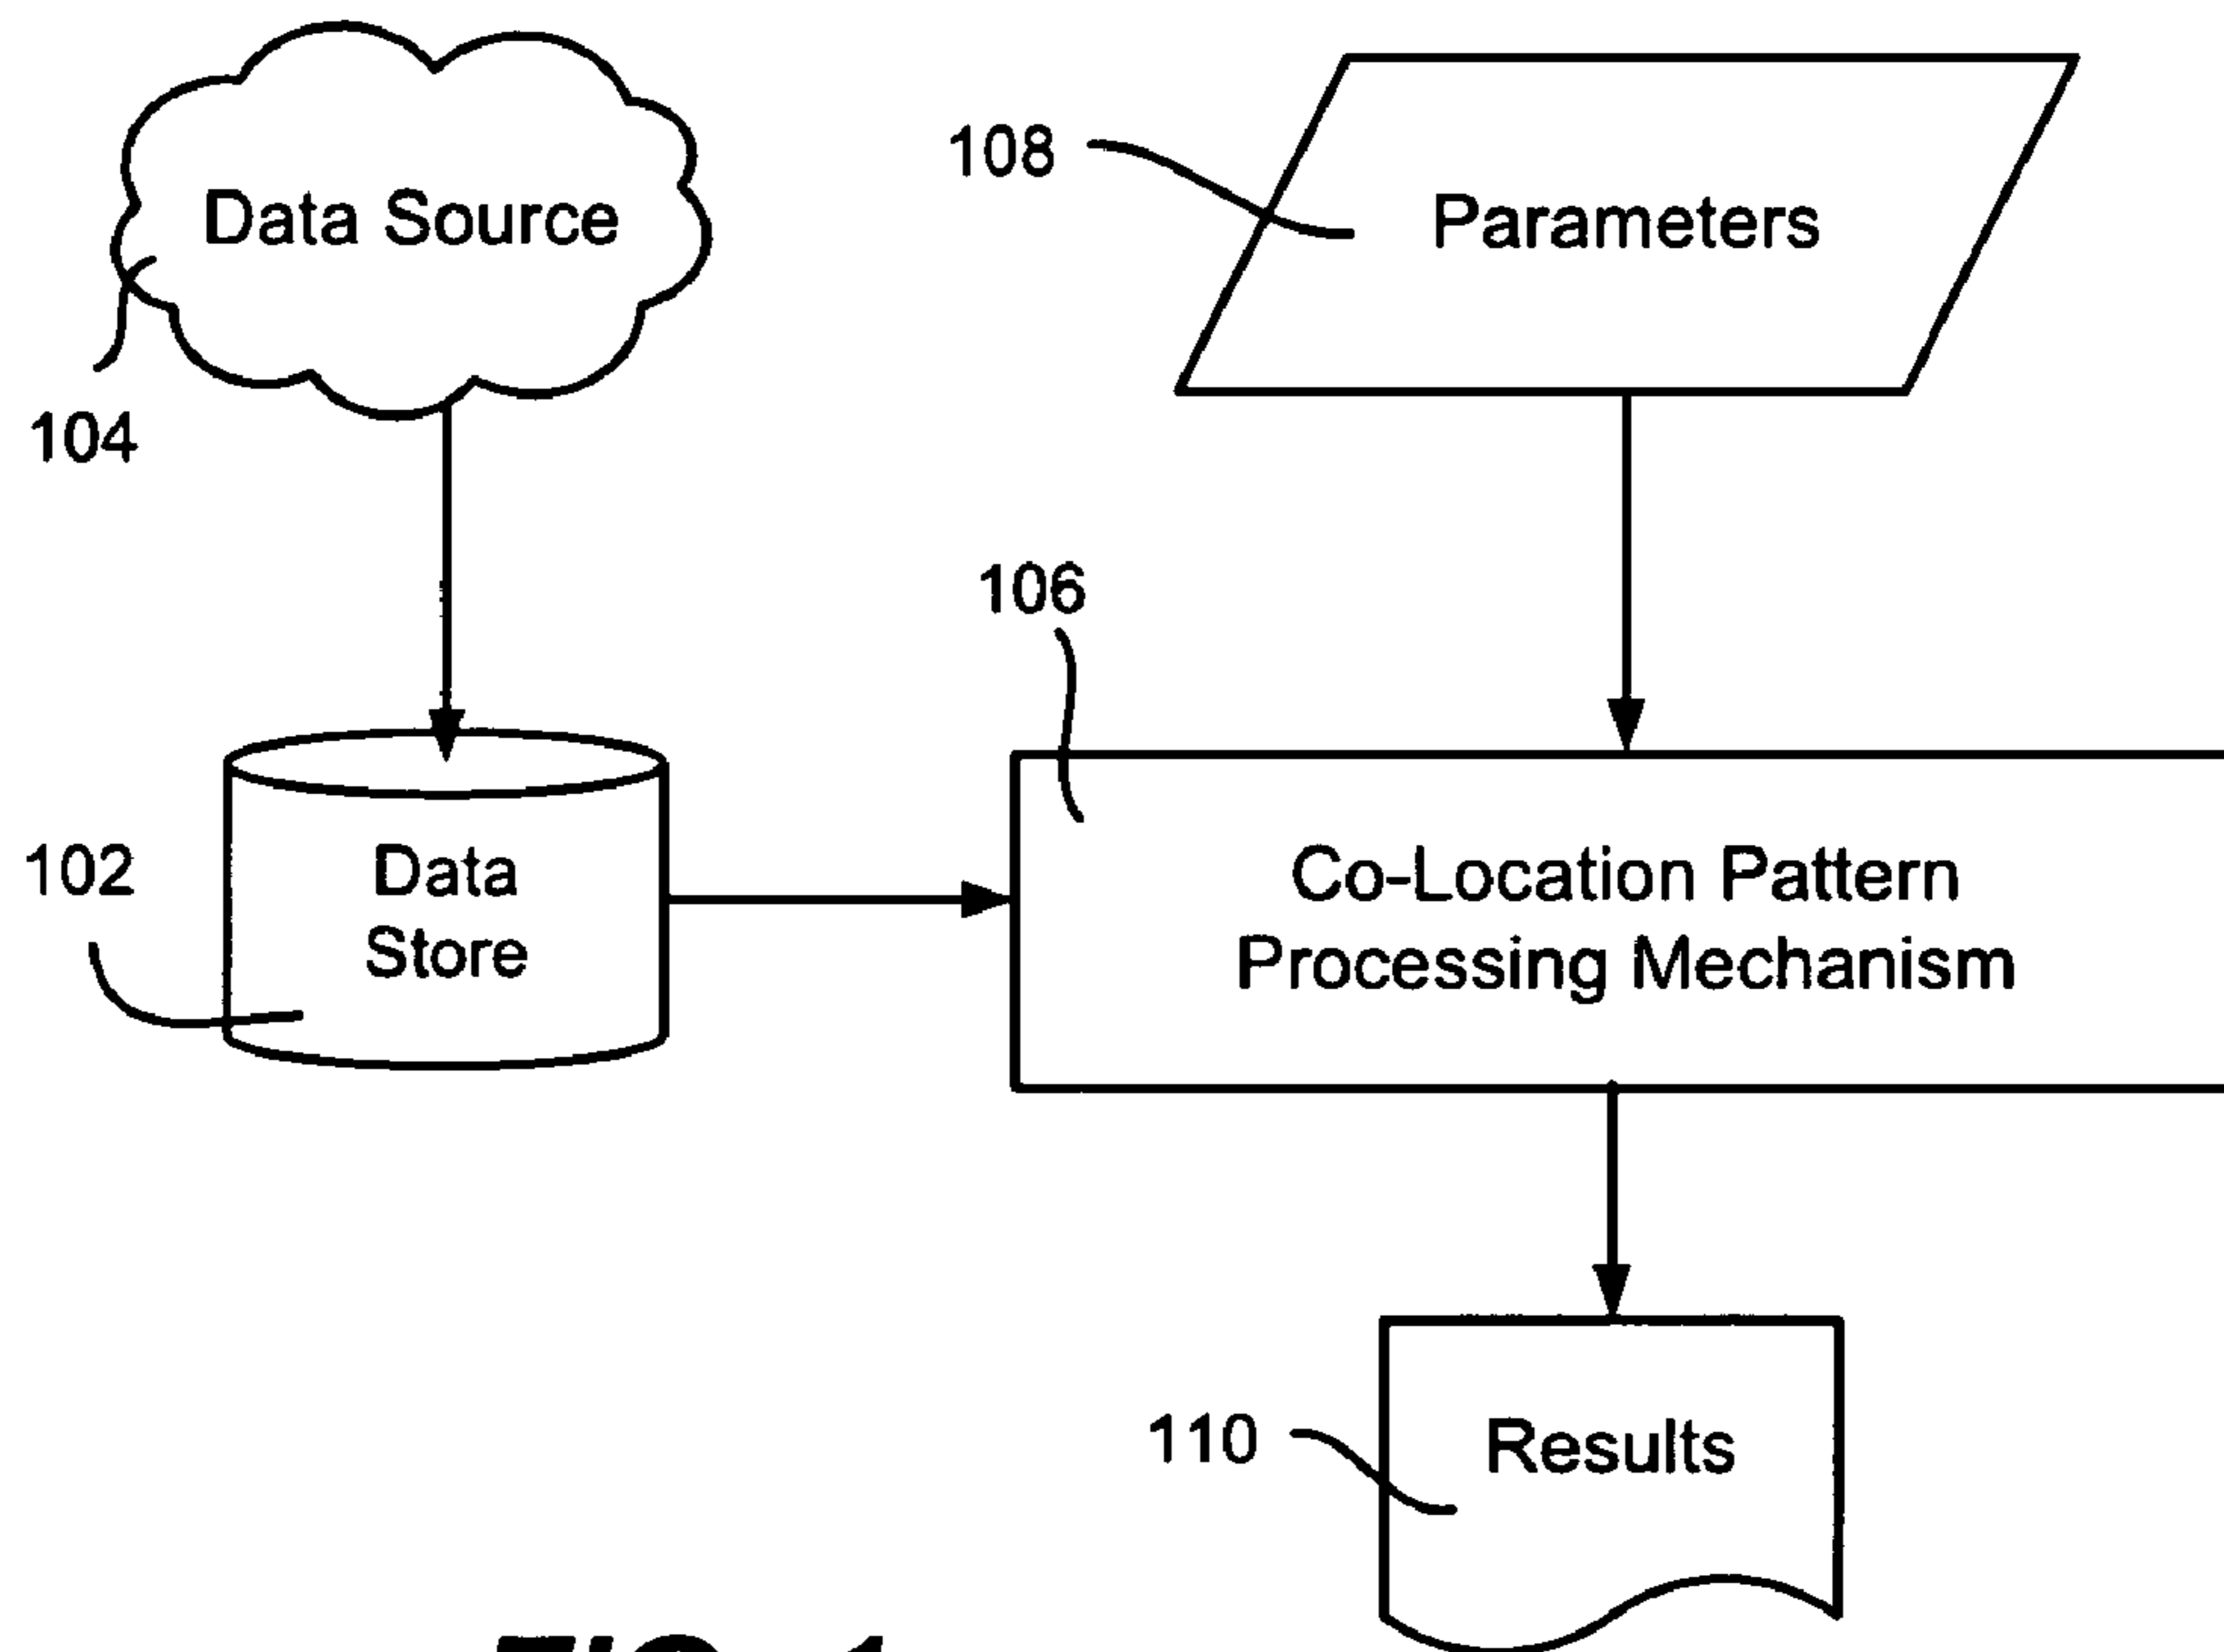 Data Source
108
Parameters
104
106
102
Data
Store
Co-Location Pattern
Processing Mechanism
110
Results